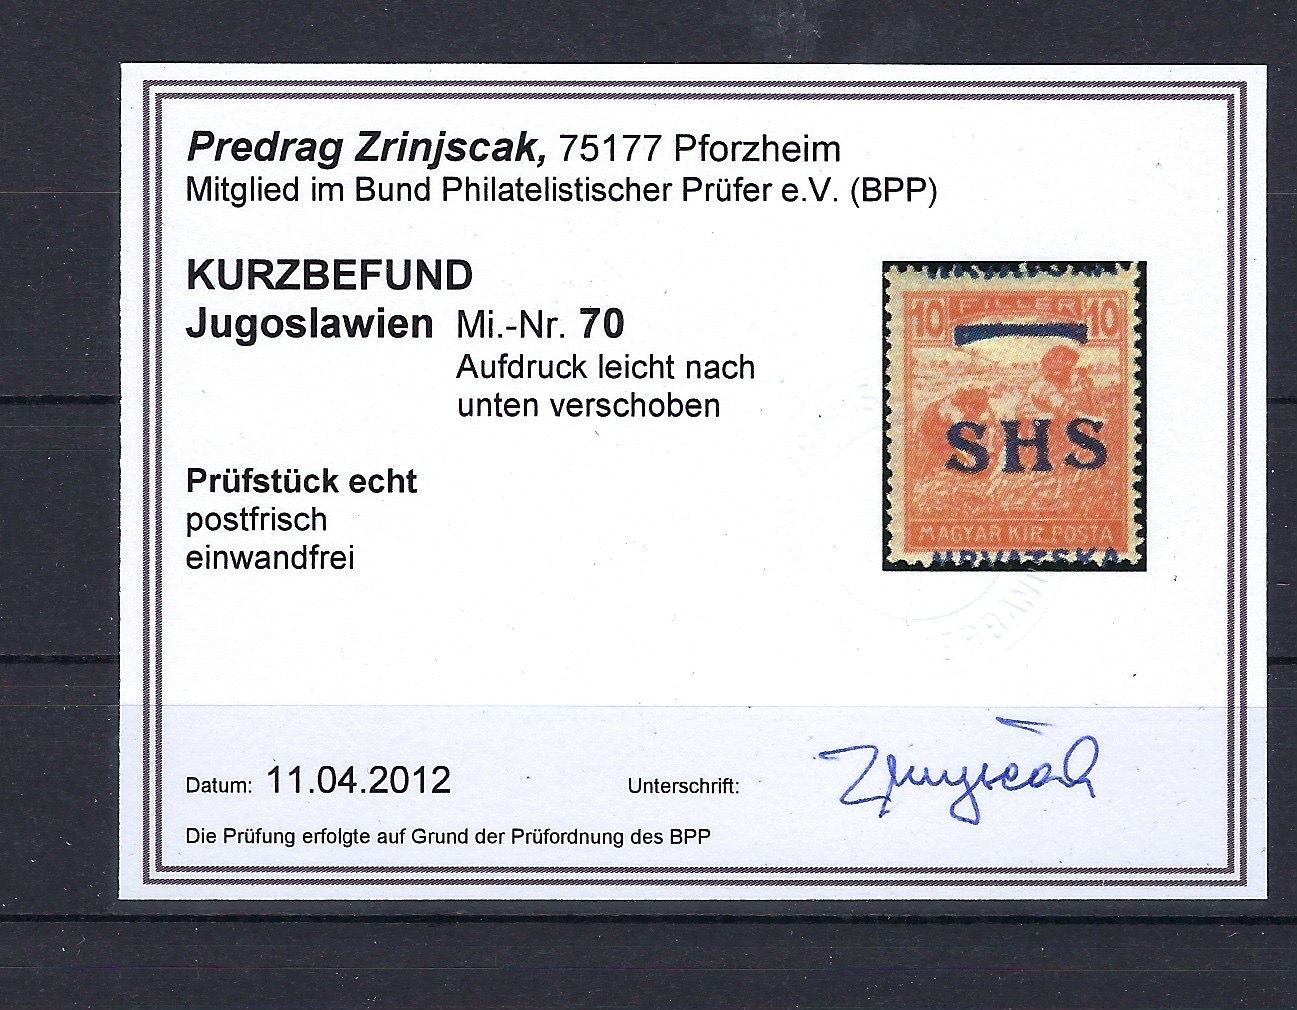 Predrag Zrinjscak, 75177 Pforzheim
Mitglied im Bund Philatelistischer Prüfer e.V. (BPP)
KURZBEFUND
Jugoslawien Mi.-Nr. 70
Aufdruck leicht nach
unten verschoben
Prüfstück echt
postfrisch
einwandfrei
10 FILLÉR 10
SHS
MAGYAR KIR. POSTA
HRVATSKA
Datum: 11.04.2012 Unterschrift:
Die Prüfung erfolgte auf Grund der Prüfordnung des BPP